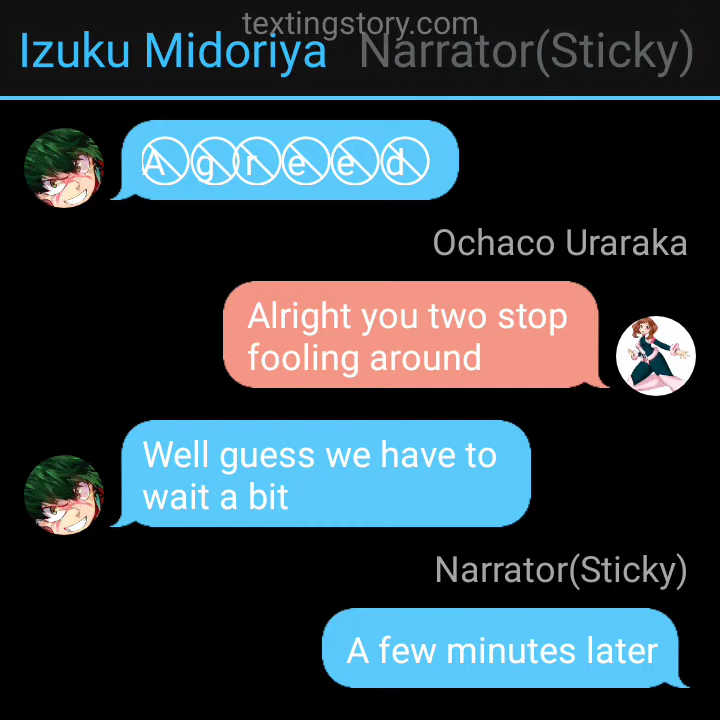 textingstory.com
Izuku Midoriya Narrator(Sticky)
A⃠g⃠r⃠e⃠e⃠d⃠
Ochaco Uraraka
Alright you two stop
fooling around
Well guess we have to
wait a bit
Narrator(Sticky)
A few minutes later